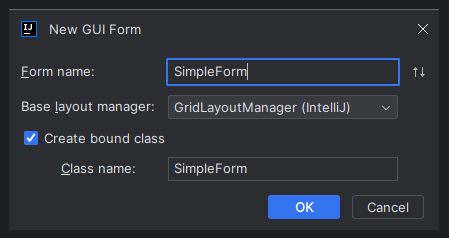 IJ New GUI Form
Form name: SimpleForm
Base layout manager: GridLayoutManager (IntelliJ)
Create bound class
Class name: SimpleForm
OK Cancel